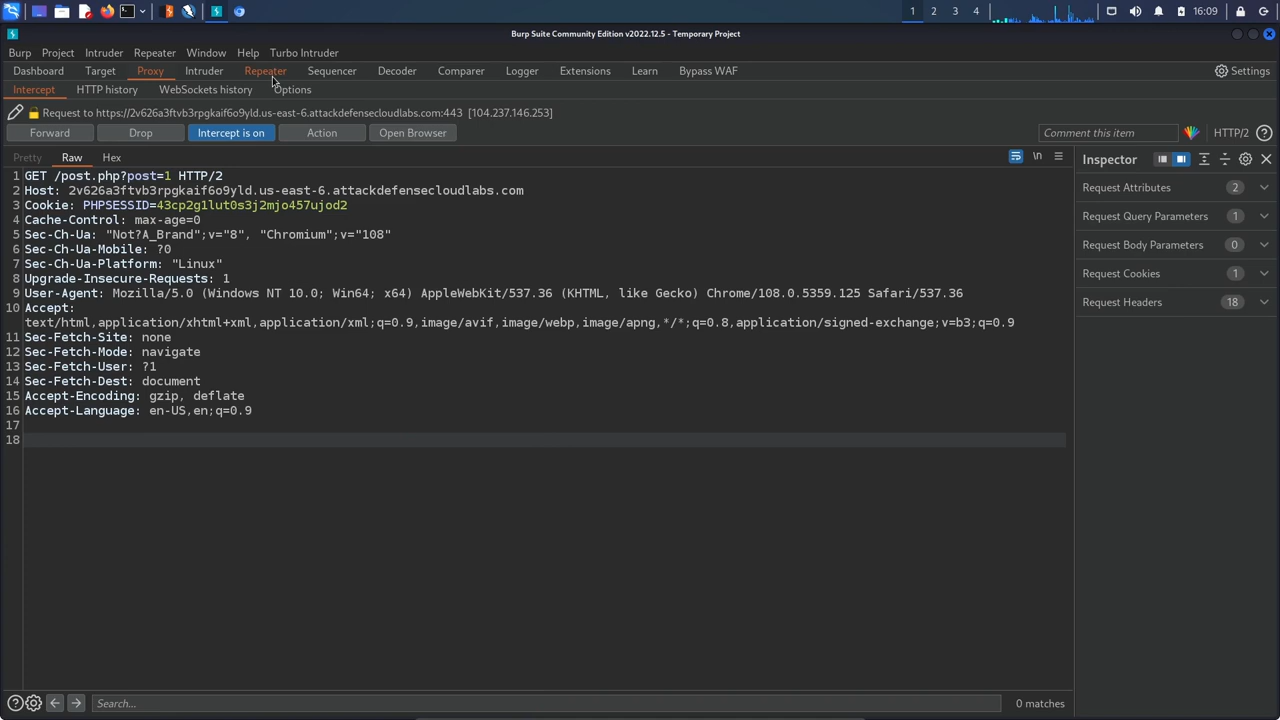 1 2 3 4 16:09
Burp Suite Community Edition v2022.12.5 - Temporary Project
Burp Project Intruder Repeater Window Help Turbo Intruder
Dashboard Target Proxy Intruder Repeater Sequencer Decoder Comparer Logger Extensions Learn Bypass WAF Settings
Intercept HTTP history WebSockets history Options
Request to https://2v626a3ftvb3rpgkaif6o9yld.us-east-6.attackdefensecloudlabs.com:443 [104.237.146.253]
Forward Drop Intercept is on Action Open Browser Comment this item HTTP/2
Pretty Raw Hex \n Inspector
1 GET /post.php?post=1 HTTP/2
2 Host: 2v626a3ftvb3rpgkaif6o9yld.us-east-6.attackdefensecloudlabs.com
3 Cookie: PHPSESSID=43cp2g1lut0s3j2mjo457ujod2
4 Cache-Control: max-age=0
5 Sec-Ch-Ua: "Not?A_Brand";v="8", "Chromium";v="108"
6 Sec-Ch-Ua-Mobile: ?0
7 Sec-Ch-Ua-Platform: "Linux"
8 Upgrade-Insecure-Requests: 1
9 User-Agent: Mozilla/5.0 (Windows NT 10.0; Win64; x64) AppleWebKit/537.36 (KHTML, like Gecko) Chrome/108.0.5359.125 Safari/537.36
10 Accept:
text/html,application/xhtml+xml,application/xml;q=0.9,image/avif,image/webp,image/apng,*/*;q=0.8,application/signed-exchange;v=b3;q=0.9
11 Sec-Fetch-Site: none
12 Sec-Fetch-Mode: navigate
13 Sec-Fetch-User: ?1
14 Sec-Fetch-Dest: document
15 Accept-Encoding: gzip, deflate
16 Accept-Language: en-US,en;q=0.9
17
18
Request Attributes 2
Request Query Parameters 1
Request Body Parameters 0
Request Cookies 1
Request Headers 18
Search... 0 matches